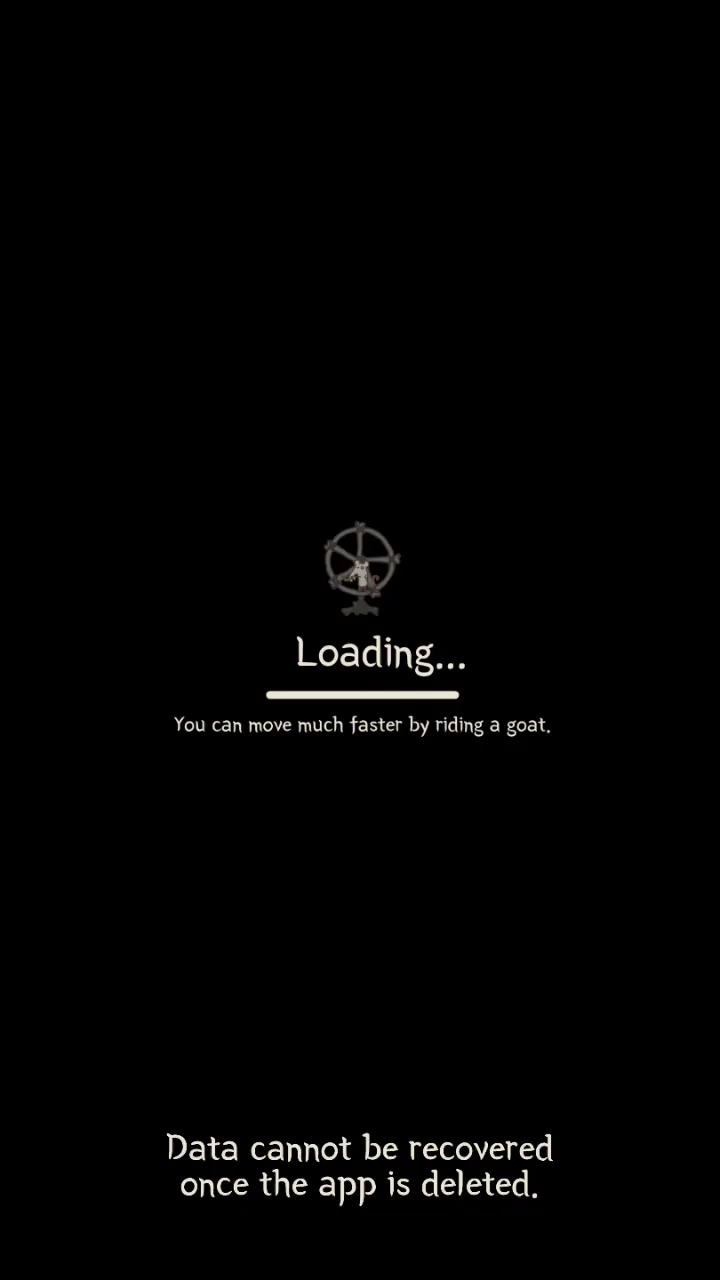 Loading...
You can move much faster by riding a goat.
Data cannot be recovered
once the app is deleted.